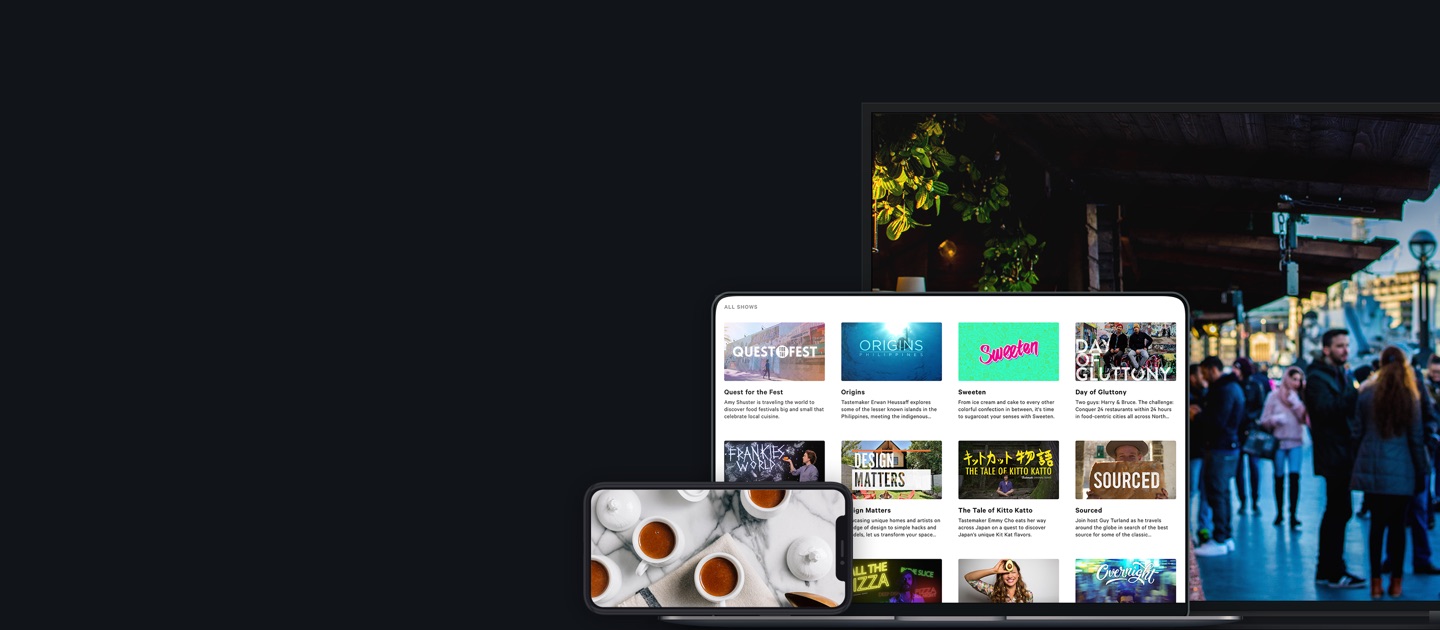 ALL SHOWS
QUEST FOR THE FEST
ORIGINS
PHILIPPINES
Sweeten
DAY
OF
GLUTTONY
Quest for the Fest
Amy Shuster is traveling the world to
discover food festivals big and small that
celebrate local cuisine.
Origins
Tastemaker Erwan Heussaff explores
some of the lesser known islands in the
Philippines, meeting the indigenous...
Sweeten
From ice cream and cake to every other
colorful confection in between, it's time
to sugarcoat your senses with Sweeten.
Day of Gluttony
Two guys: Harry & Bruce. The challenge:
Conquer 24 restaurants within 24 hours
in food-centric cities all across North...
FRANKIE'S
WORLD
DESIGN
MATTERS
キットカット物語
THE TALE OF KITTO KATTO
SOURCED
ign Matters
casing unique homes and artists on
dge of design to simple hacks and
dels, let us transform your space...
The Tale of Kitto Katto
Tastemaker Emmy Cho eats her way
across Japan on a quest to discover
Japan's unique Kit Kat flavors.
Sourced
Join host Guy Turland as he travels
around the globe in search of the best
source for some of the classic...
ALL THE
IZZA
Overnight